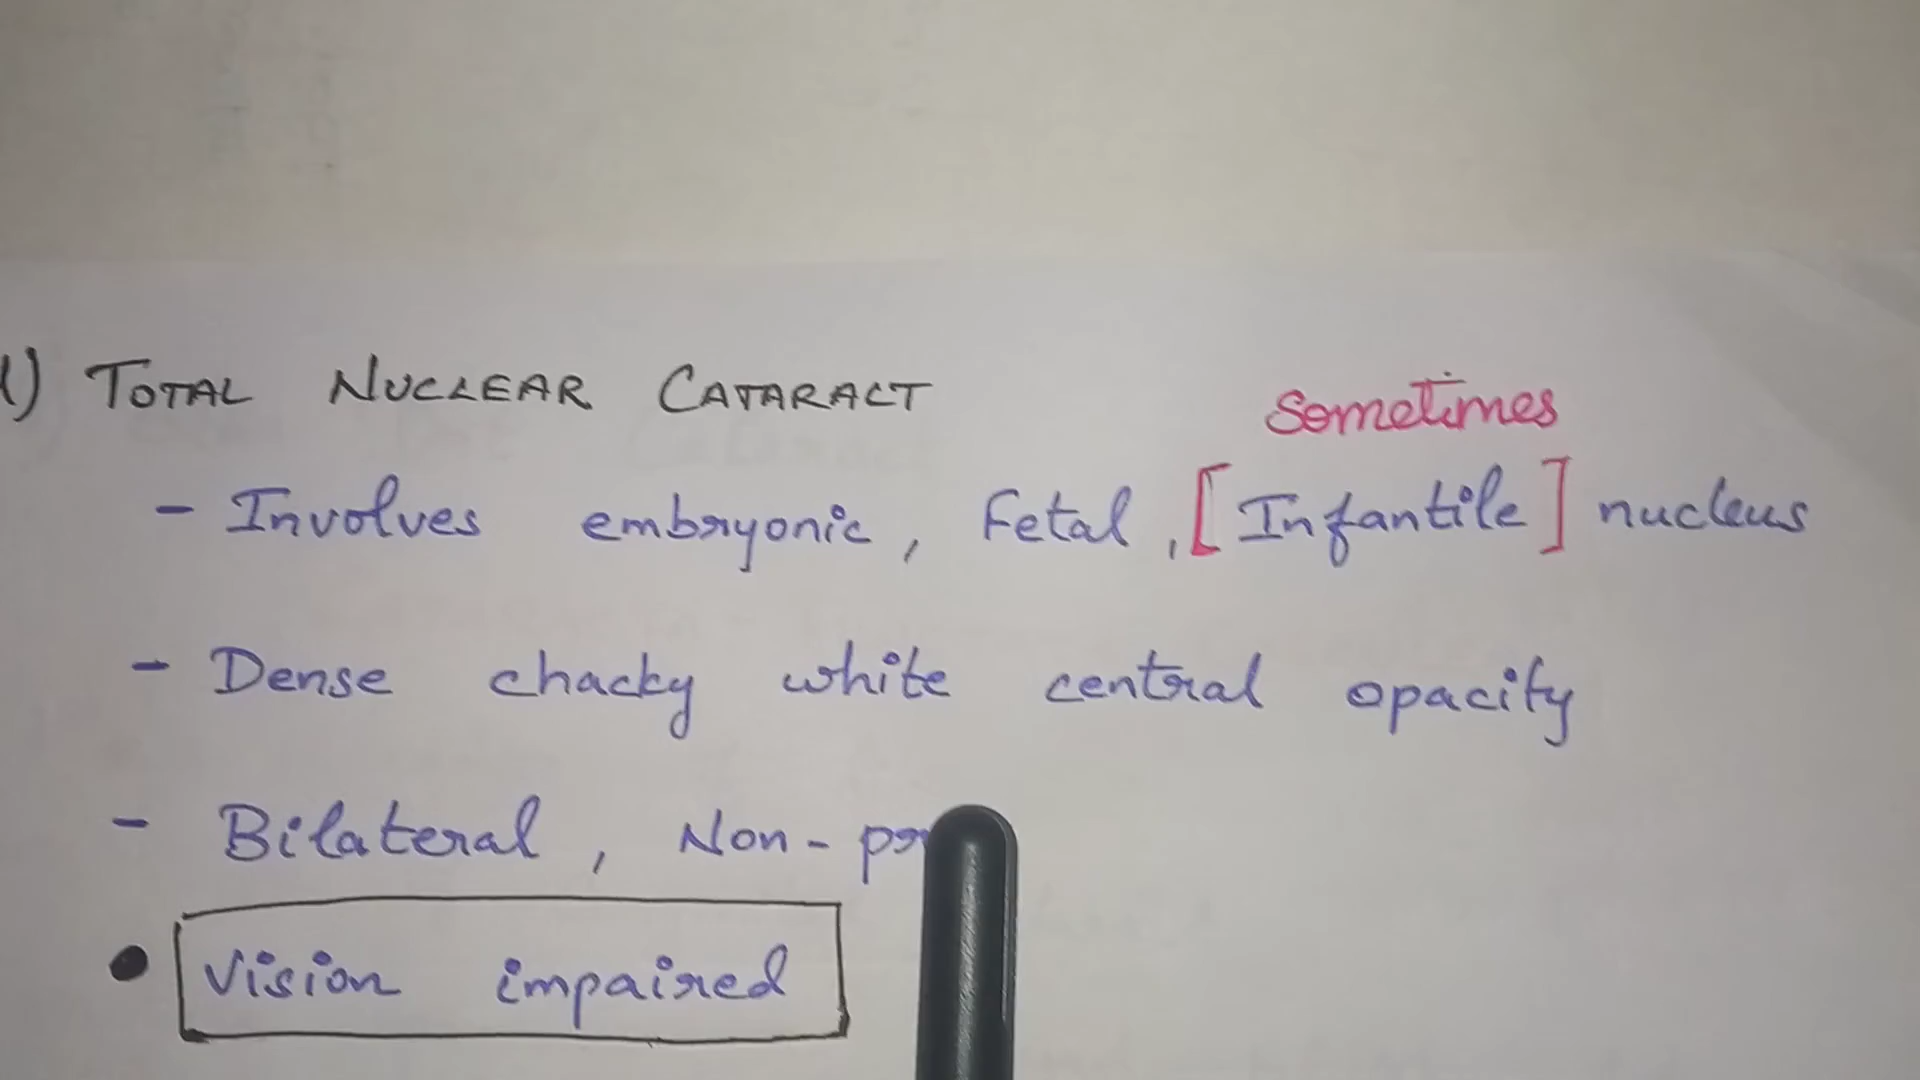 1) TOTAL NUCLEAR CATARACT
sometimes
- Involves embryonic, Fetal, [Infantile] nucleus
- Dense chacky white central opacity
- Bilateral, Non-
• Vision impaired